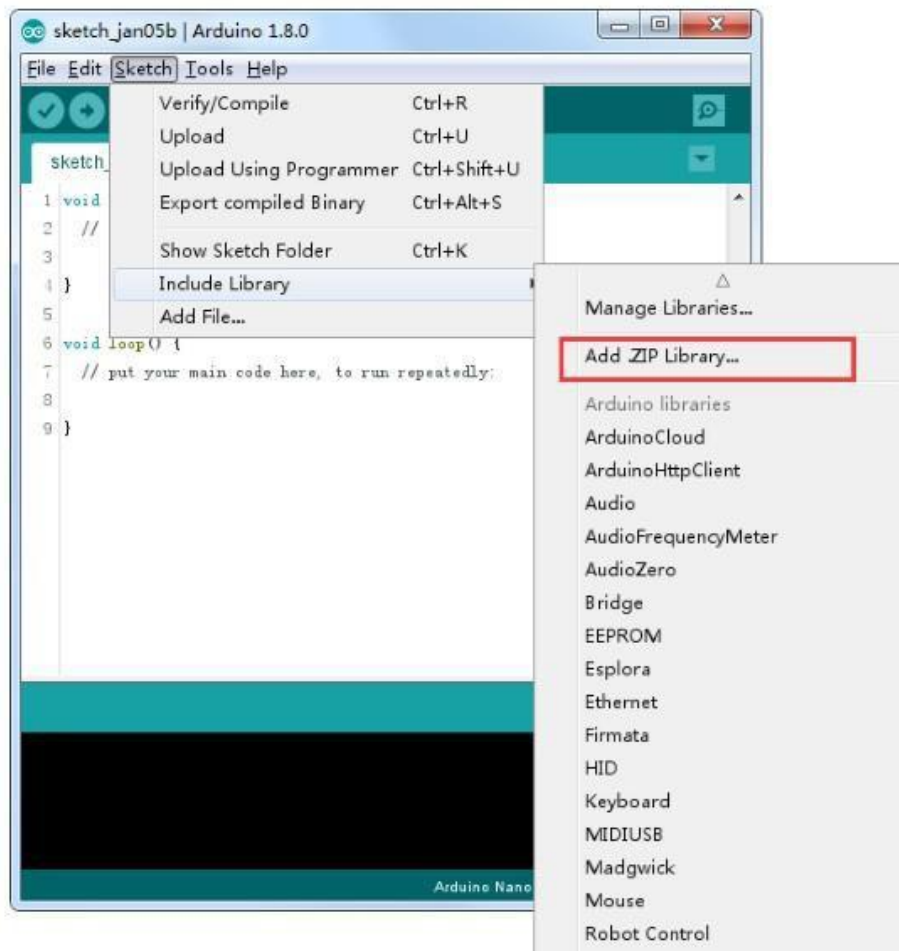 sketch_jan05b | Arduino 1.8.0
File Edit Sketch Tools Help
Verify/Compile Ctrl+R
Upload Ctrl+U
Upload Using Programmer Ctrl+Shift+U
Export compiled Binary Ctrl+Alt+S
Show Sketch Folder Ctrl+K
Include Library
Add File...
sketch_
1 void
2 //
3
4 }
5
6 void loop() {
7 // put your main code here, to run repeatedly:
8
9 }
Manage Libraries...
Add .ZIP Library...
Arduino libraries
ArduinoCloud
ArduinoHttpClient
Audio
AudioFrequencyMeter
AudioZero
Bridge
EEPROM
Esplora
Ethernet
Firmata
HID
Keyboard
MIDIUSB
Madgwick
Mouse
Robot Control
Arduino Nano